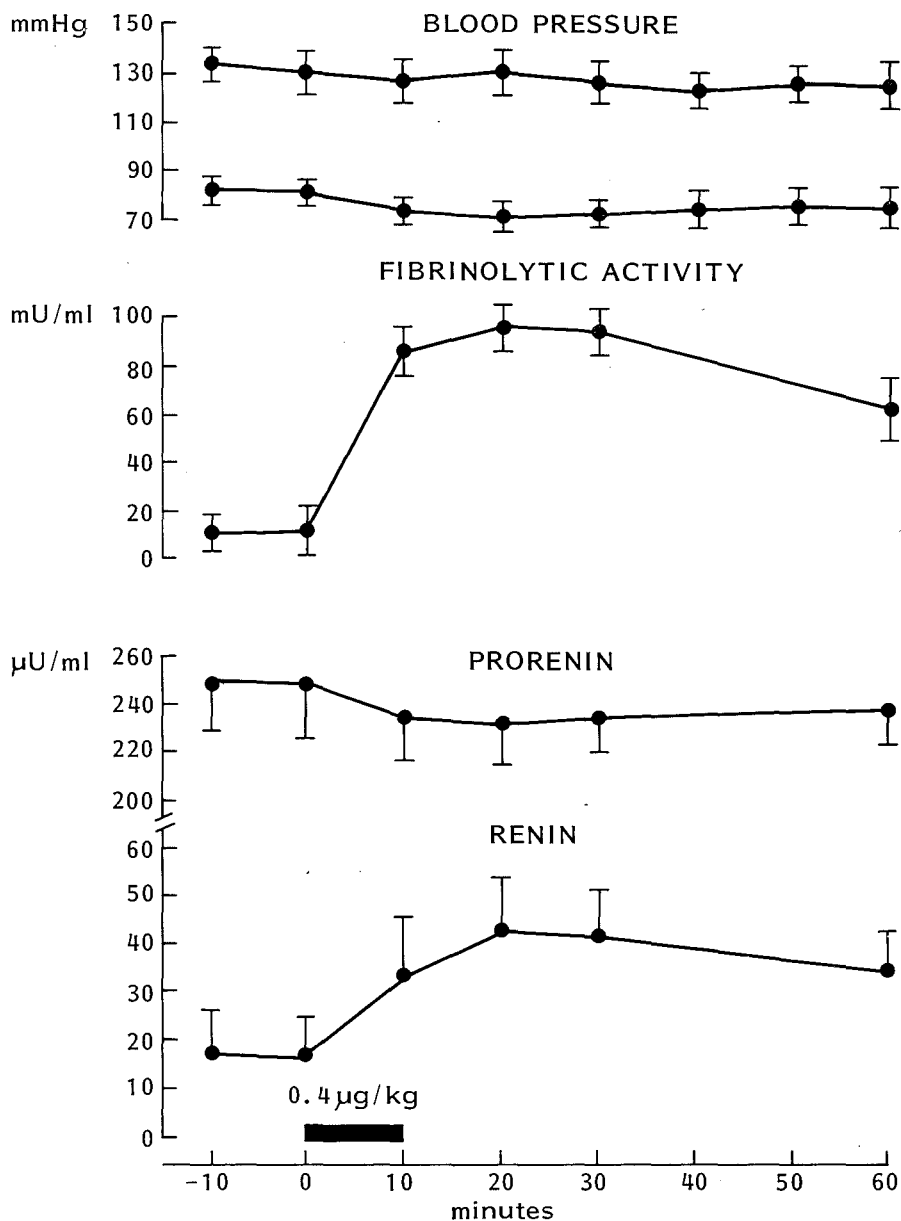 mmHg
BLOOD PRESSURE
150
130
110
90
70
FIBRINOLYTIC ACTIVITY
mU/ml
100
80
60
40
20
0
µU/ml
PRORENIN
260
240
220
200
RENIN
60
50
40
30
20
10
0
0.4µg/kg
-10 0 10 20 30 40 50 60
minutes